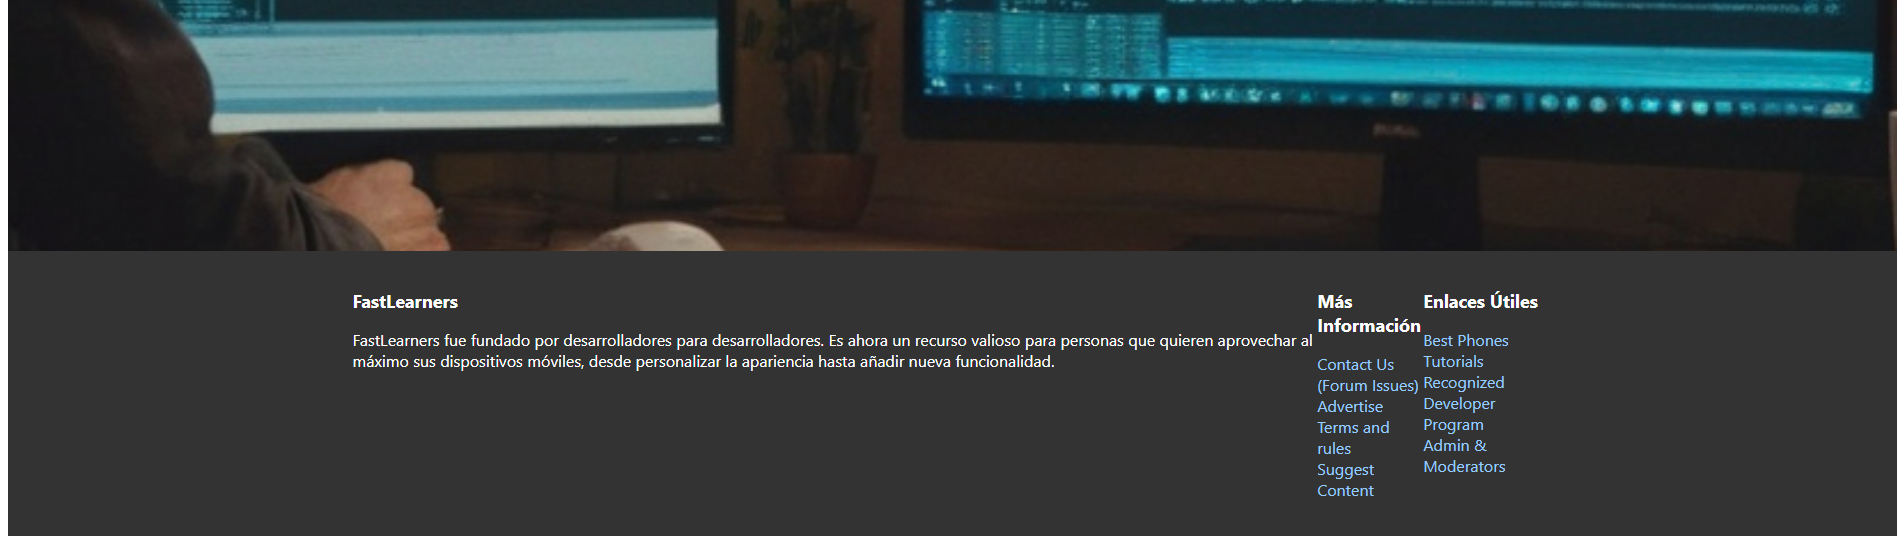 FastLearners
FastLearners fue fundado por desarrolladores para desarrolladores. Es ahora un recurso valioso para personas que quieren aprovechar al
máximo sus dispositivos móviles, desde personalizar la apariencia hasta añadir nueva funcionalidad.
Más
Información
Contact Us
(Forum Issues)
Advertise
Terms and
rules
Suggest
Content
Enlaces Útiles
Best Phones
Tutorials
Recognized
Developer
Program
Admin &
Moderators